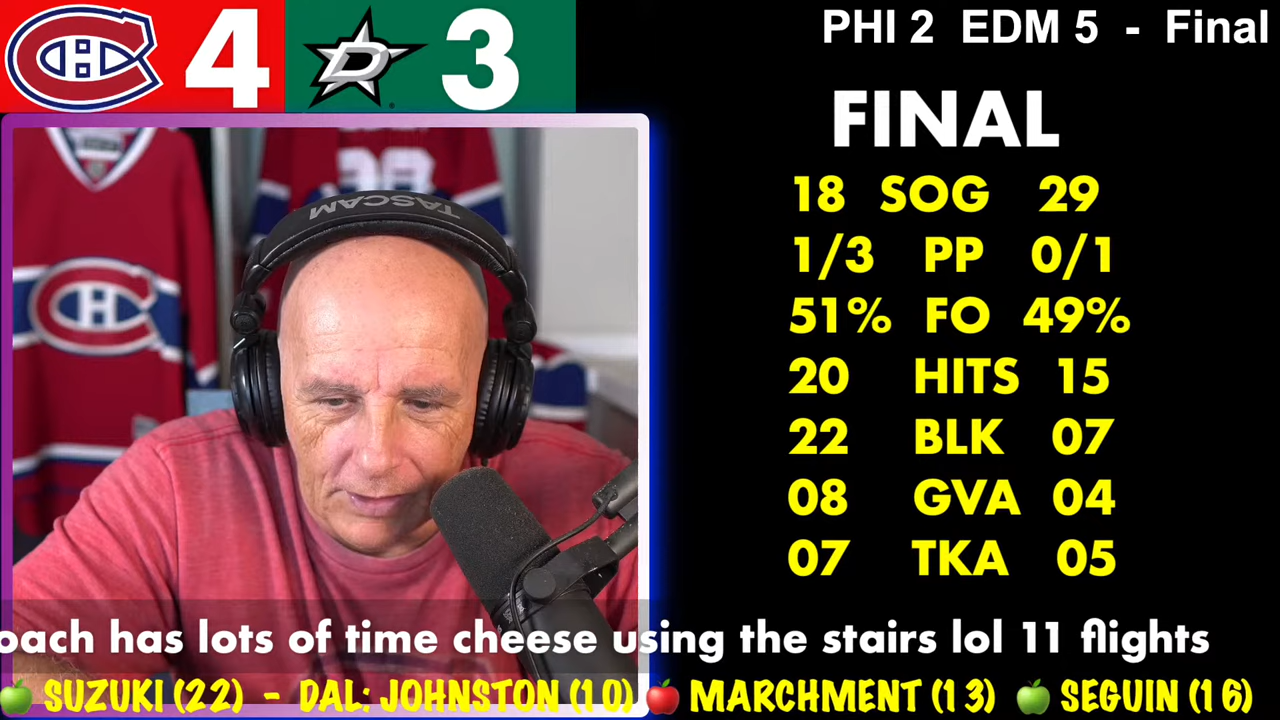 4 3
PHI 2 EDM 5 - Final
FINAL
18 SOG 29
1/3 PP 0/1
51% FO 49%
20 HITS 15
22 BLK 07
08 GVA 04
07 TKA 05
TASCAM
oach has lots of time cheese using the stairs lol 11 flights
SUZUKI (22) - DAL: JOHNSTON (10) MARCHMENT (13) SEGUIN (16)